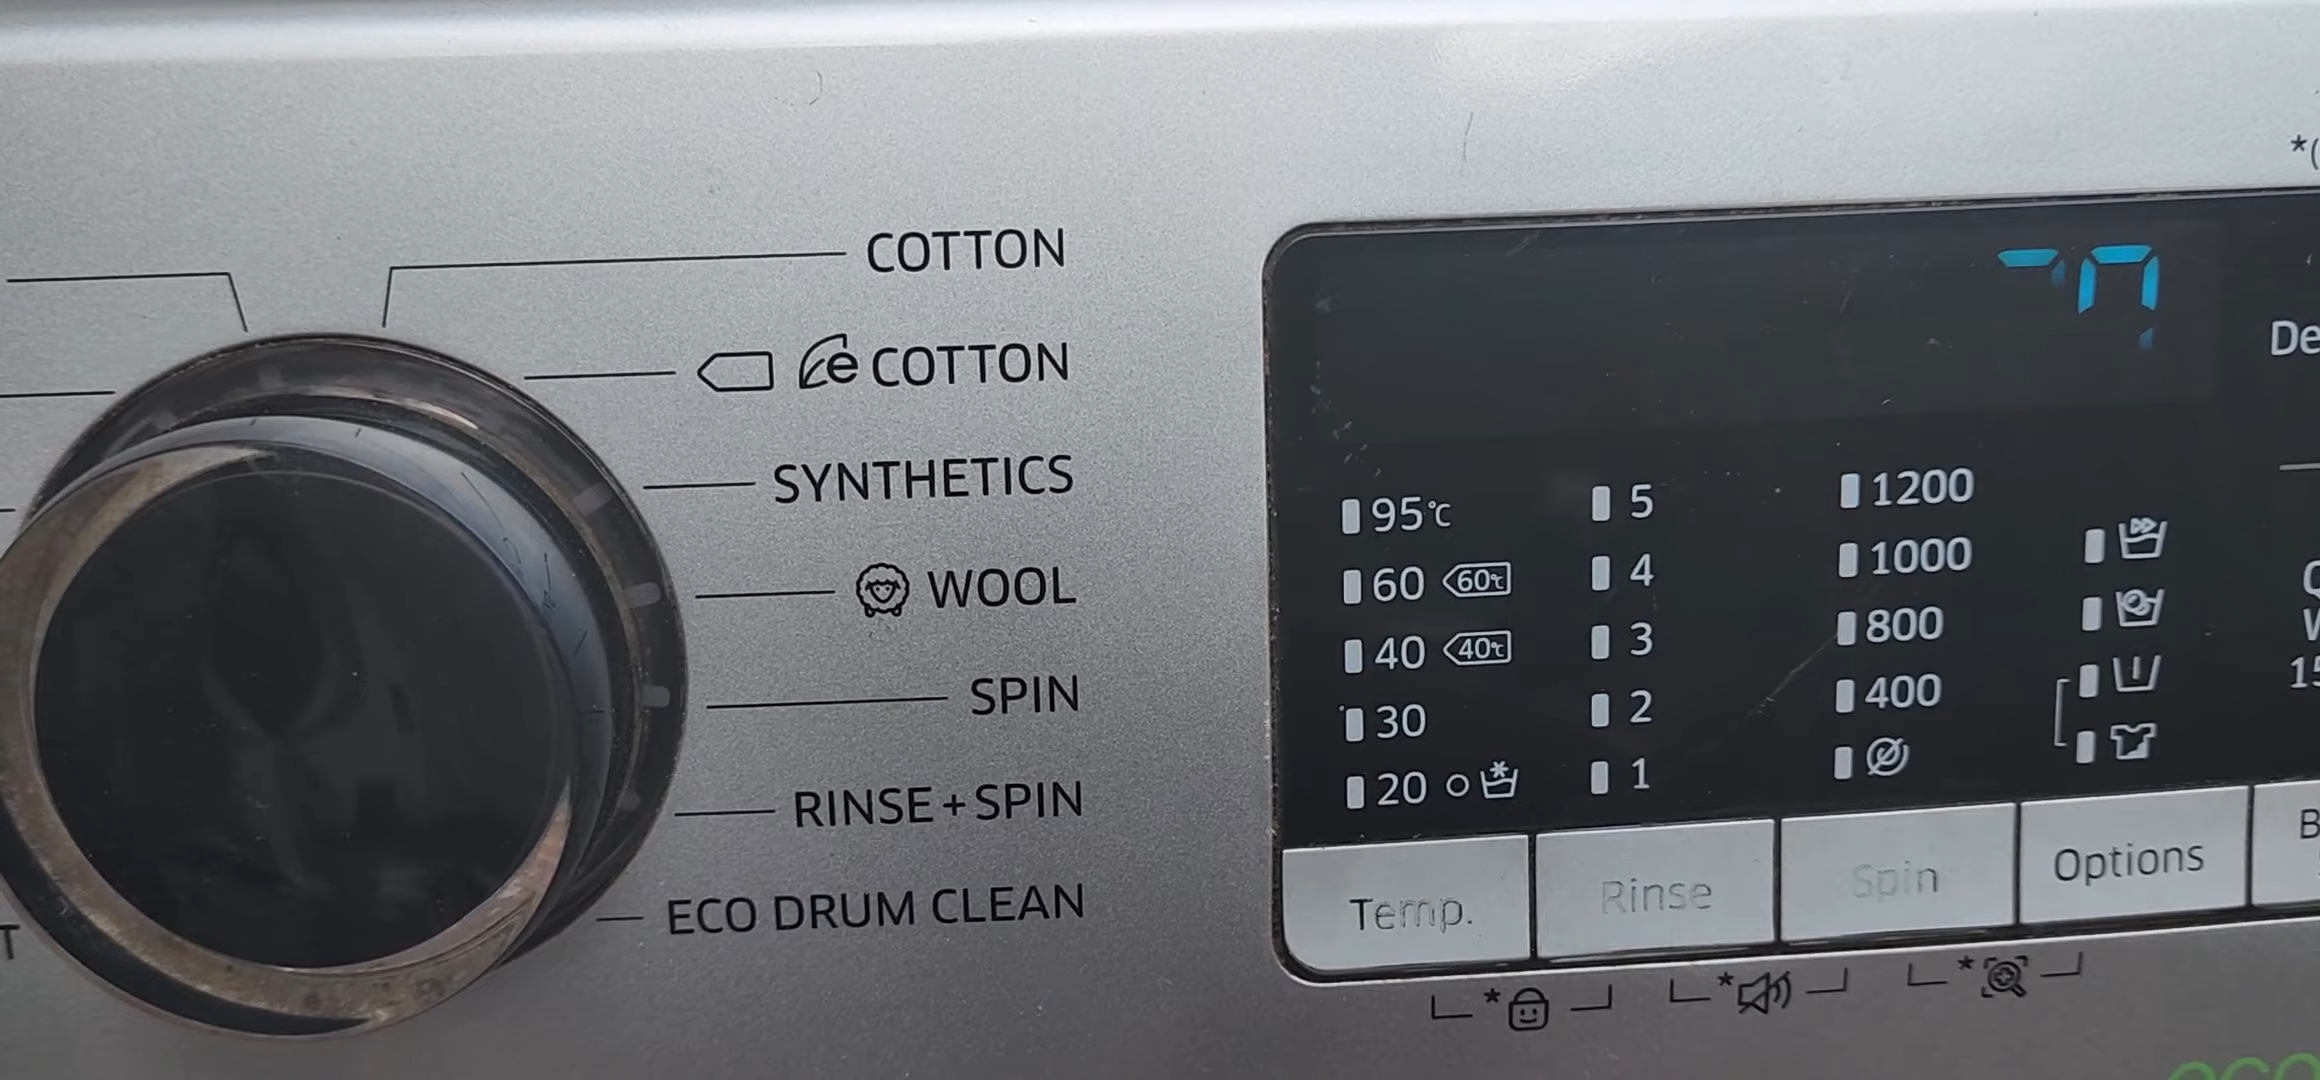 COTTON
e COTTON
SYNTHETICS
WOOL
SPIN
RINSE+SPIN
ECO DRUM CLEAN
95℃ 5 1200
60 60℃ 4 1000
40 40℃ 3 800
30 2 400
20 1
Temp. Rinse Spin Options